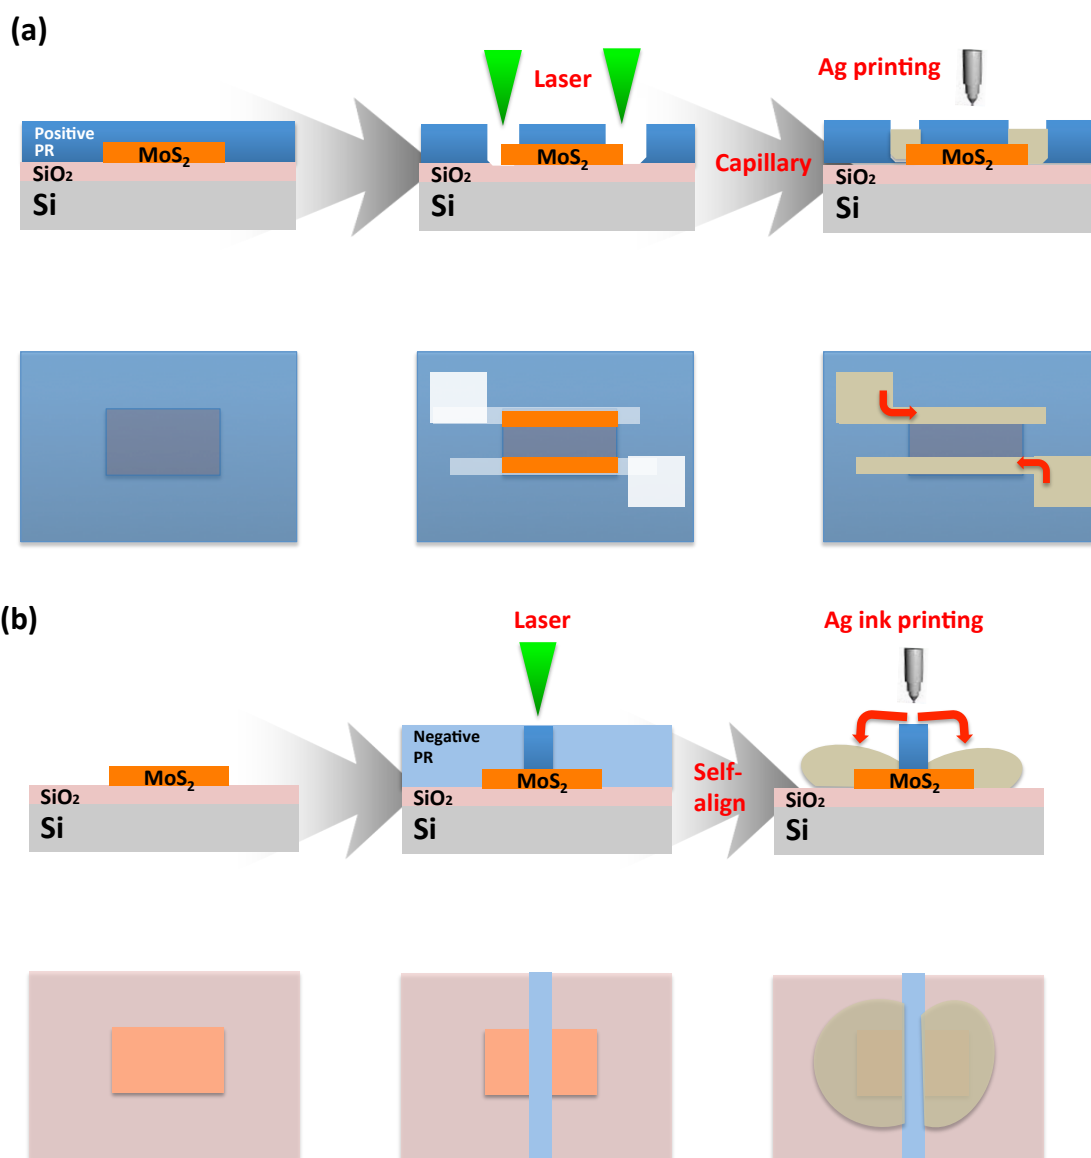 (a)
Laser
Ag printing
Positive
PR
MoS₂
SiO₂
Si
MoS₂
SiO₂
Si
Capillary
MoS₂
SiO₂
Si
(b)
Laser
Ag ink printing
MoS₂
SiO₂
Si
Negative
PR
MoS₂
SiO₂
Si
Self-
align
MoS₂
SiO₂
Si